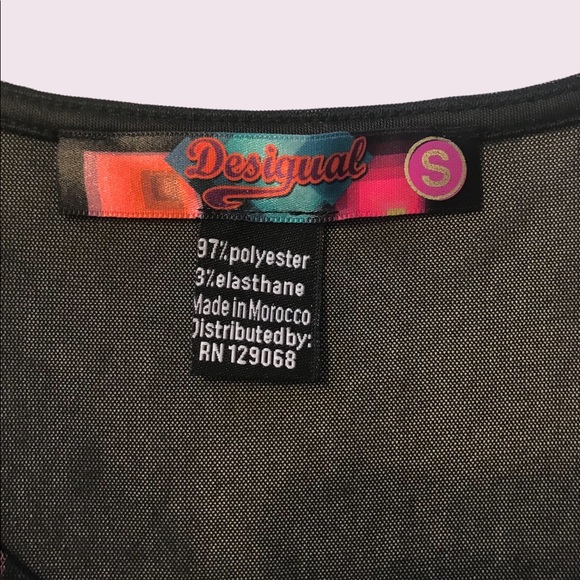 Desigual S
97% polyester
3% elasthane
Made in Morocco
Distributed by:
RN 129068